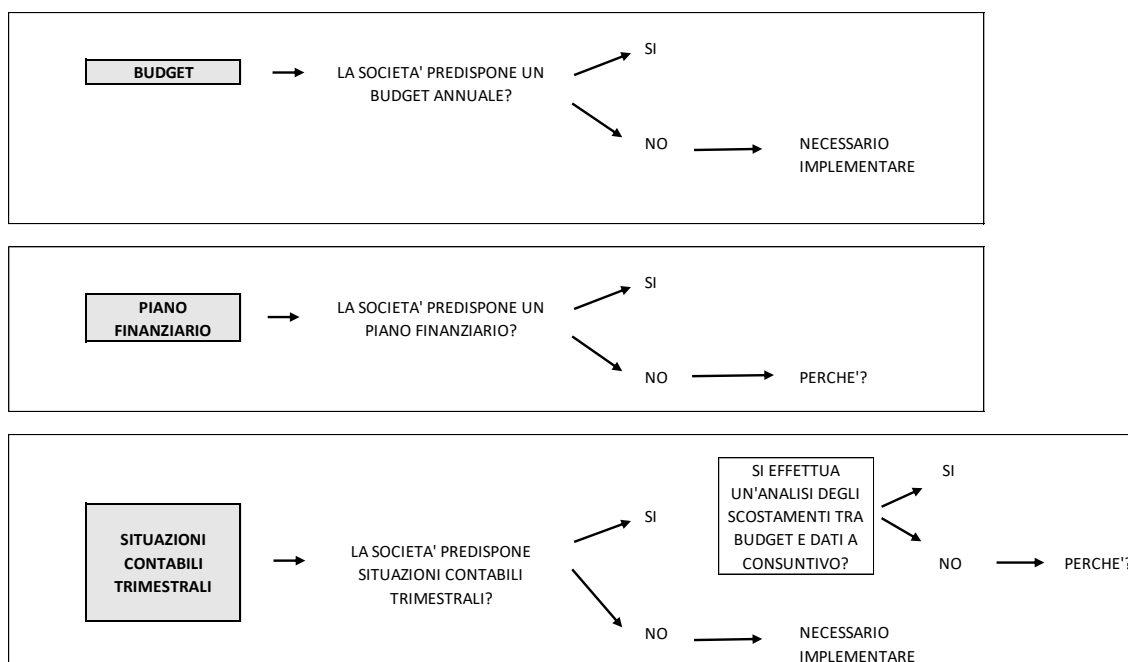 BUDGET
LA SOCIETA' PREDISPONE UN
BUDGET ANNUALE?
SI
NO
NECESSARIO
IMPLEMENTARE
PIANO
FINANZIARIO
LA SOCIETA' PREDISPONE UN
PIANO FINANZIARIO?
SI
NO
PERCHE'?
SITUAZIONI
CONTABILI
TRIMESTRALI
LA SOCIETA' PREDISPONE
SITUAZIONI CONTABILI
TRIMESTRALI?
SI
SI EFFETTUA
UN'ANALISI DEGLI
SCOSTAMENTI TRA
BUDGET E DATI A
CONSUNTIVO?
SI
NO
PERCHE'?
NO
NECESSARIO
IMPLEMENTARE